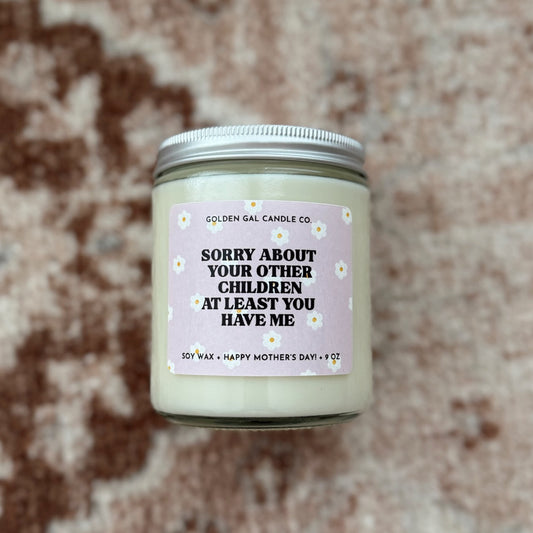 GOLDEN GAL CANDLE CO.
SORRY ABOUT
YOUR OTHER
CHILDREN
AT LEAST YOU
HAVE ME
SOY WAX + HAPPY MOTHER'S DAY! + 9 OZ